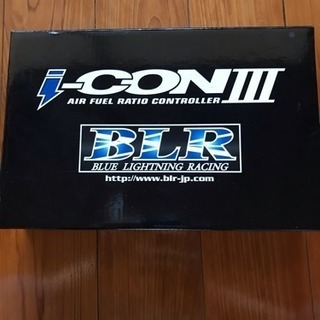 i-CON III
AIR FUEL RATIO CONTROLLER
BLR
BLUE LIGHTNING RACING
http://www.blr-jp.com